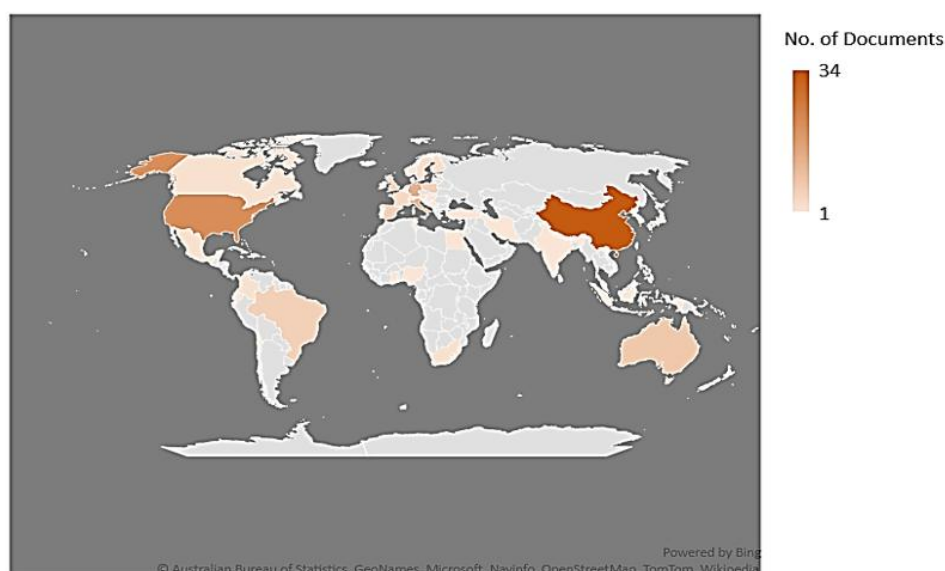 No. of Documents
34
1
Powered by Bing
© Australian Bureau of Statistics, GeoNames, Microsoft, Navinfo, OpenStreetMap, TomTom, Wikipedia